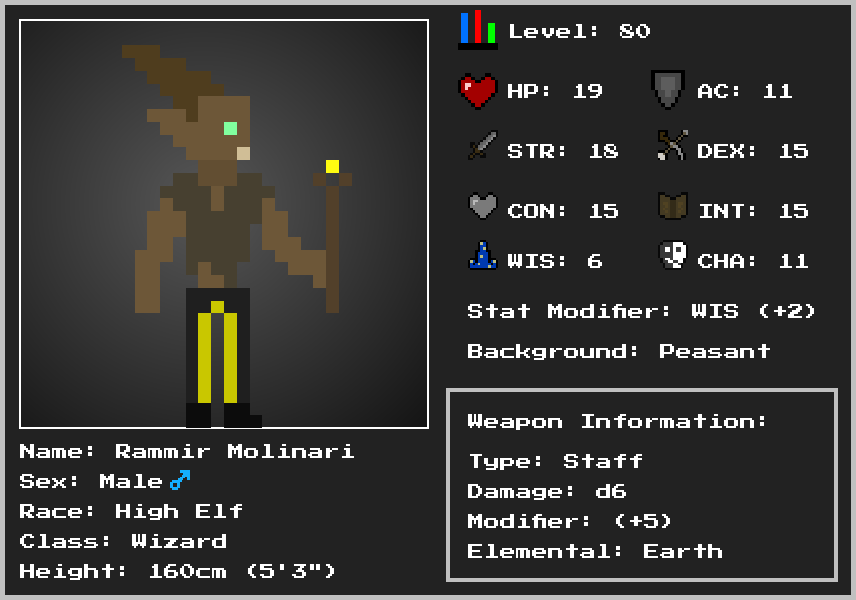 Level: 80
HP: 19
AC: 11
STR: 18
DEX: 15
CON: 15
INT: 15
WIS: 6
CHA: 11
Stat Modifier: WIS (+2)
Background: Peasant
Weapon Information:
Type: Staff
Damage: d6
Modifier: (+5)
Elemental: Earth
Name: Rammir Molinari
Sex: Male♂
Race: High Elf
Class: Wizard
Height: 160cm (5'3")